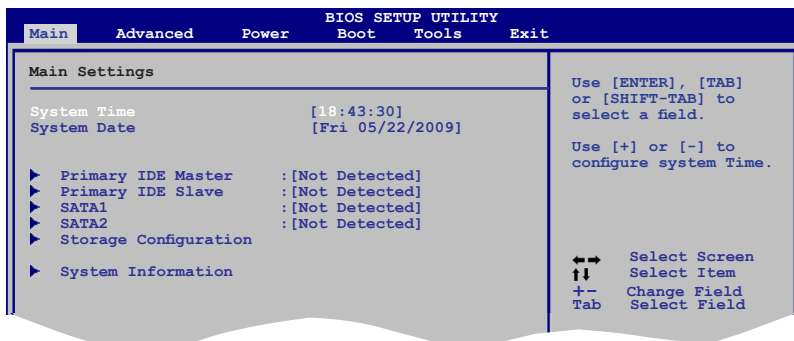 BIOS SETUP UTILITY
Main Advanced Power Boot Tools Exit
Main Settings
System Time [18:43:30]
System Date [Fri 05/22/2009]
Primary IDE Master :[Not Detected]
Primary IDE Slave :[Not Detected]
SATA1 :[Not Detected]
SATA2 :[Not Detected]
Storage Configuration
System Information
Use [ENTER], [TAB]
or [SHIFT-TAB] to
select a field.
Use [+] or [-] to
configure system Time.
←→ Select Screen
↑↓ Select Item
+- Change Field
Tab Select Field